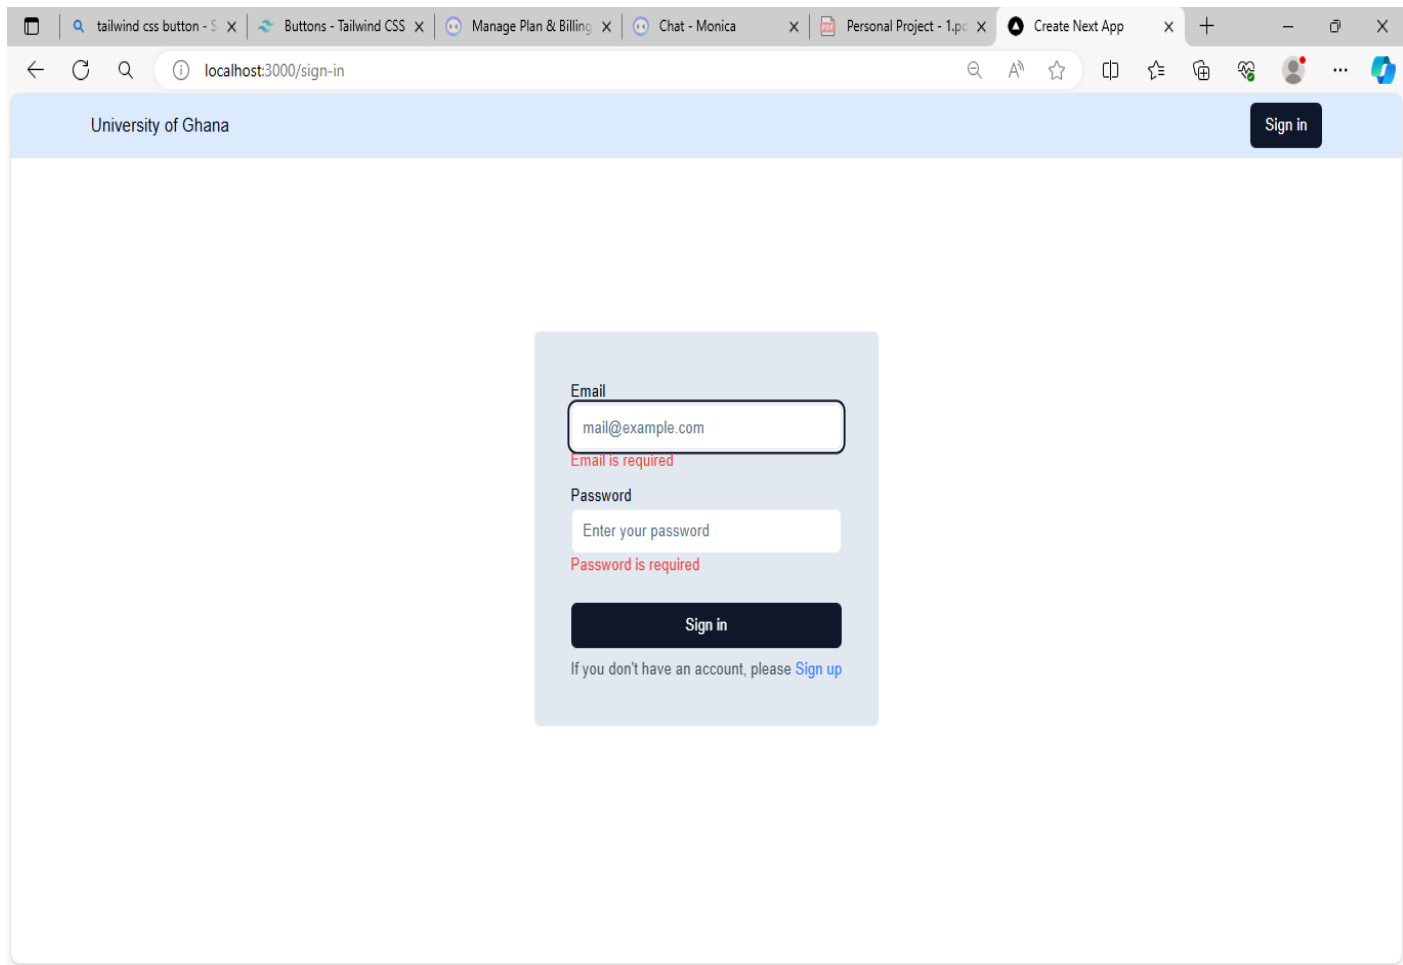 tailwind css button - S
Buttons - Tailwind CSS
Manage Plan & Billing
Chat - Monica
PDF
Personal Project - 1.pd
Create Next App
localhost:3000/sign-in
University of Ghana
Sign in
Email
mail@example.com
Email is required
Password
Enter your password
Password is required
Sign in
If you don't have an account, please Sign up